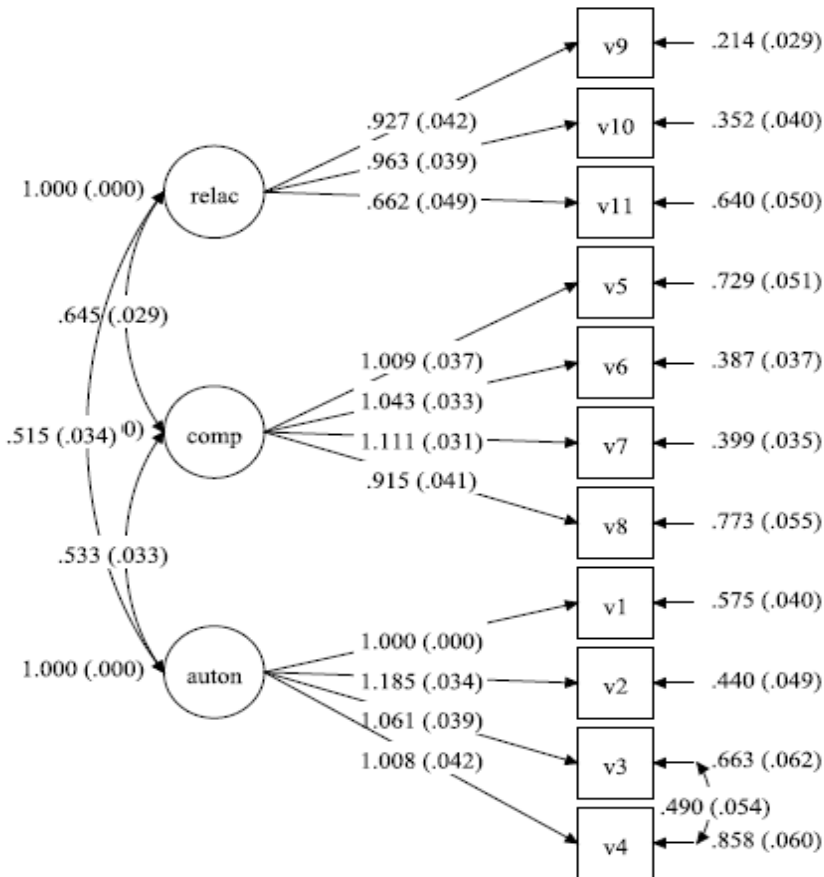 v9
.214 (.029)
.927 (.042)
v10
.352 (.040)
.963 (.039)
1.000 (.000)
relac
.662 (.049)
v11
.640 (.050)
v5
.729 (.051)
.645 (.029)
1.009 (.037)
v6
.387 (.037)
1.043 (.033)
.515 (.034)
0)
comp
1.111 (.031)
v7
.399 (.035)
.915 (.041)
v8
.773 (.055)
.533 (.033)
v1
.575 (.040)
1.000 (.000)
1.000 (.000)
auton
1.185 (.034)
v2
.440 (.049)
1.061 (.039)
1.008 (.042)
v3
.663 (.062)
.490 (.054)
v4
.858 (.060)